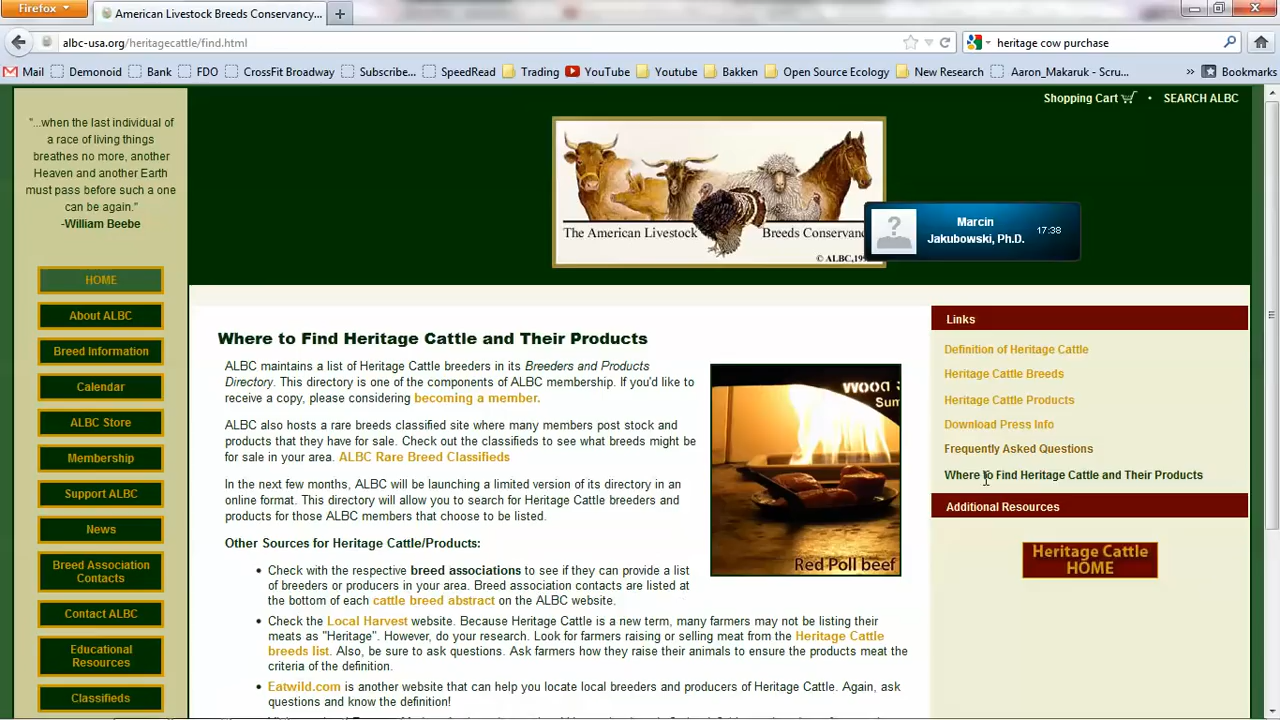 Firefox
American Livestock Breeds Conservancy...
albc-usa.org/heritagecattle/find.html
heritage cow purchase
Mail
Demonoid
Bank
FDO
CrossFit Broadway
Subscribe...
SpeedRead
Trading
YouTube
Youtube
Bakken
Open Source Ecology
New Research
Aaron_Makaruk - Scru...
»
Bookmarks
Shopping Cart • SEARCH ALBC
"...when the last individual of
a race of living things
breathes no more, another
Heaven and another Earth
must pass before such a one
can be again."
-William Beebe
The American Livestock Breeds Conservanc
© ALBC,19
Marcin
Jakubowski, Ph.D.
17:38
HOME
About ALBC
Breed Information
Calendar
ALBC Store
Membership
Support ALBC
News
Breed Association
Contacts
Contact ALBC
Educational
Resources
Classifieds
Where to Find Heritage Cattle and Their Products
ALBC maintains a list of Heritage Cattle breeders in its Breeders and Products
Directory. This directory is one of the components of ALBC membership. If you'd like to
receive a copy, please considering becoming a member.
ALBC also hosts a rare breeds classified site where many members post stock and
products that they have for sale. Check out the classifieds to see what breeds might be
for sale in your area. ALBC Rare Breed Classifieds
In the next few months, ALBC will be launching a limited version of its directory in an
online format. This directory will allow you to search for Heritage Cattle breeders and
products for those ALBC members that choose to be listed.
Other Sources for Heritage Cattle/Products:
• Check with the respective breed associations to see if they can provide a list
of breeders or producers in your area. Breed association contacts are listed at
the bottom of each cattle breed abstract on the ALBC website.
• Check the Local Harvest website. Because Heritage Cattle is a new term, many farmers may not be listing their
meats as "Heritage". However, do your research. Look for farmers raising or selling meat from the Heritage Cattle
breeds list. Also, be sure to ask questions. Ask farmers how they raise their animals to ensure the products meat the
criteria of the definition.
• Eatwild.com is another website that can help you locate local breeders and producers of Heritage Cattle. Again, ask
questions and know the definition!
WOOD
Sum
Red Poll beef
Links
Definition of Heritage Cattle
Heritage Cattle Breeds
Heritage Cattle Products
Download Press Info
Frequently Asked Questions
Where to Find Heritage Cattle and Their Products
Additional Resources
Heritage Cattle
HOME